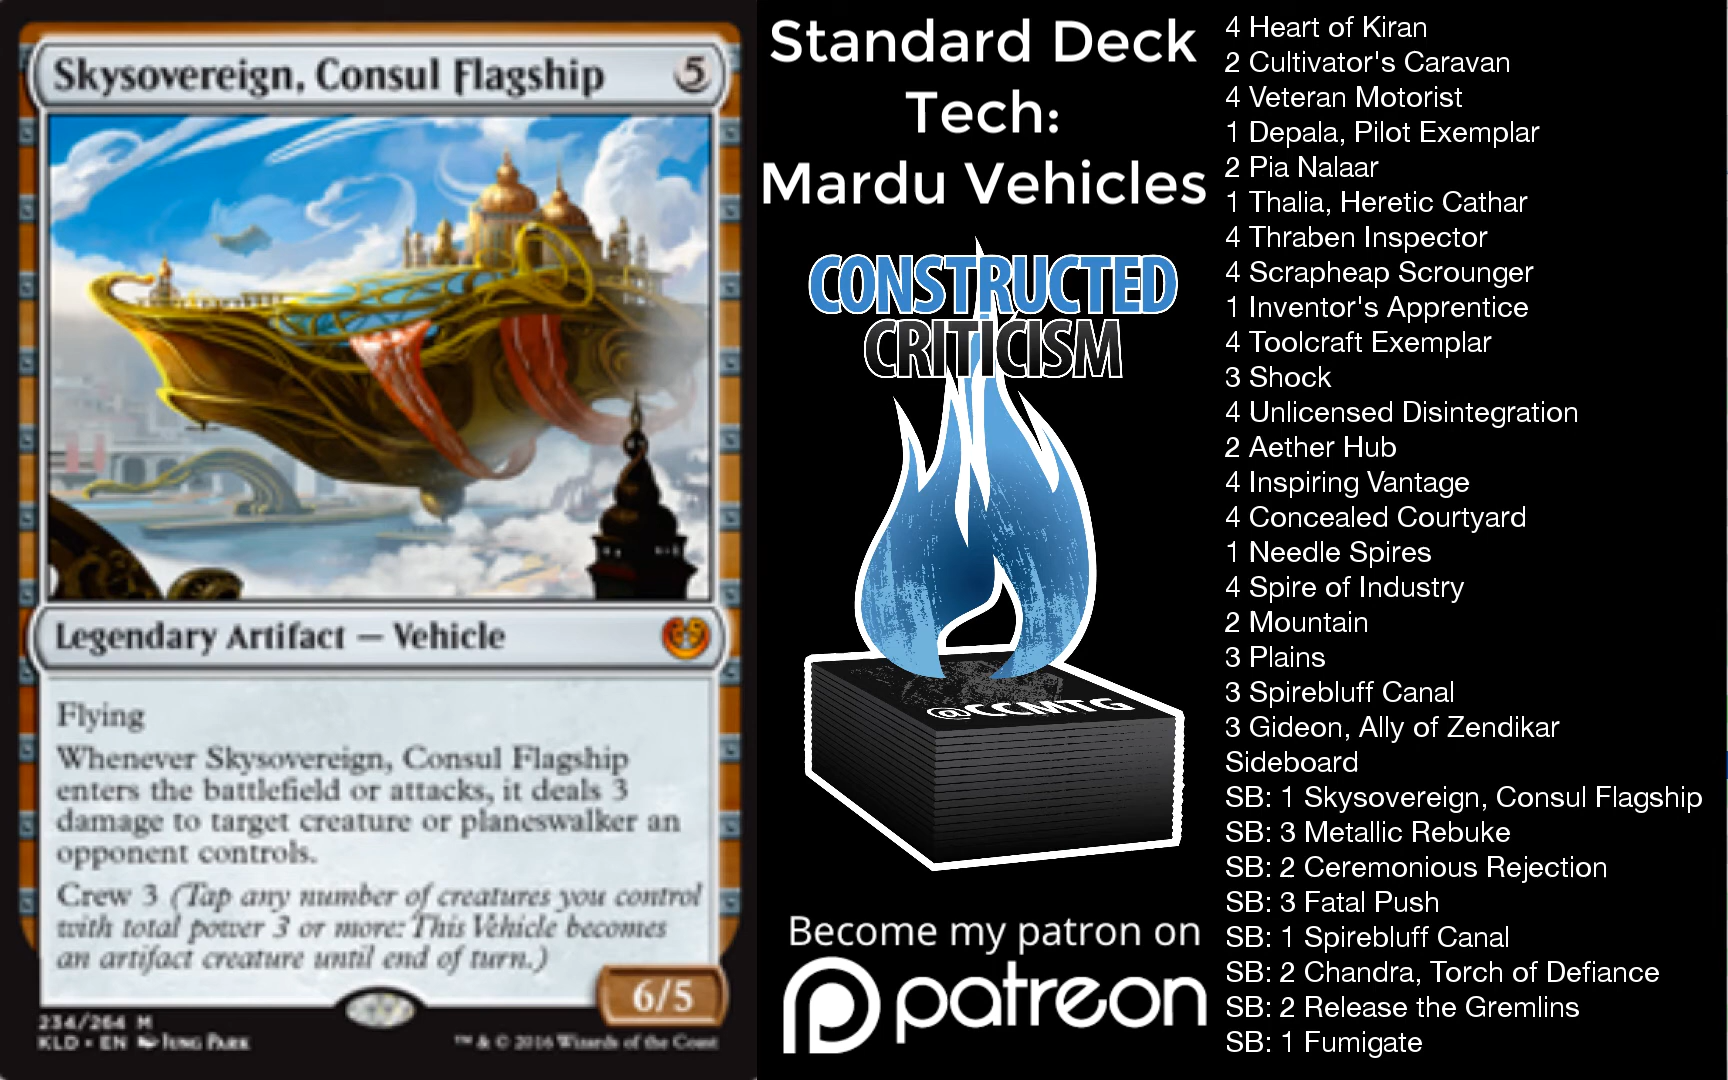 Skysovereign, Consul Flagship 5
Legendary Artifact — Vehicle
Flying
Whenever Skysovereign, Consul Flagship
enters the battlefield or attacks, it deals 3
damage to target creature or planeswalker an
opponent controls.
Crew 3 (Tap any number of creatures you control
with total power 3 or more: This Vehicle becomes
an artifact creature until end of turn.)
6/5
234/264 M
KLD • EN Jung Park
™ & © 2016 Wizards of the Coast
Standard Deck
Tech:
Mardu Vehicles
CONSTRUCTED
CRITICISM
@CCMTG
Become my patron on
patreon
4 Heart of Kiran
2 Cultivator's Caravan
4 Veteran Motorist
1 Depala, Pilot Exemplar
2 Pia Nalaar
1 Thalia, Heretic Cathar
4 Thraben Inspector
4 Scrapheap Scrounger
1 Inventor's Apprentice
4 Toolcraft Exemplar
3 Shock
4 Unlicensed Disintegration
2 Aether Hub
4 Inspiring Vantage
4 Concealed Courtyard
1 Needle Spires
4 Spire of Industry
2 Mountain
3 Plains
3 Spirebluff Canal
3 Gideon, Ally of Zendikar
Sideboard
SB: 1 Skysovereign, Consul Flagship
SB: 3 Metallic Rebuke
SB: 2 Ceremonious Rejection
SB: 3 Fatal Push
SB: 1 Spirebluff Canal
SB: 2 Chandra, Torch of Defiance
SB: 2 Release the Gremlins
SB: 1 Fumigate